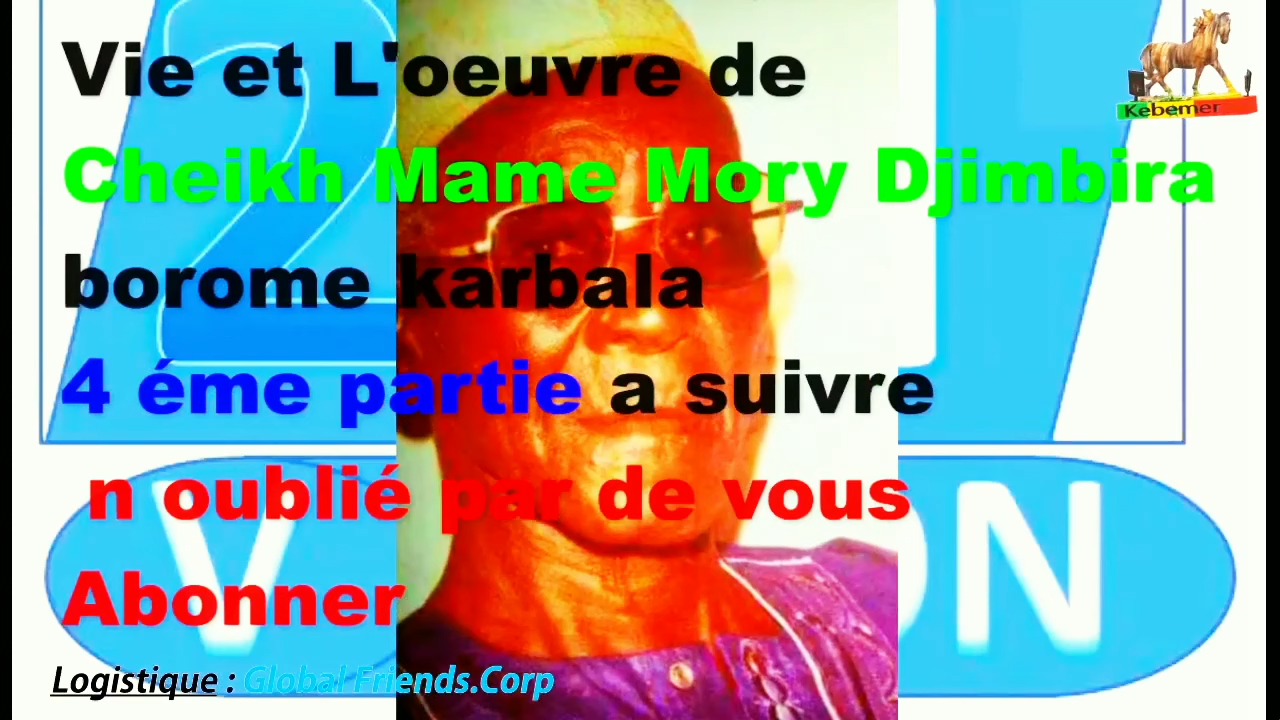 Vie et L'oeuvre de
Kebemer
Cheikh Mame Mory Djimbira
borome karbala
4 éme partie a suivre
n oublié par de vous
Abonner
Logistique : Global Friends.Corp